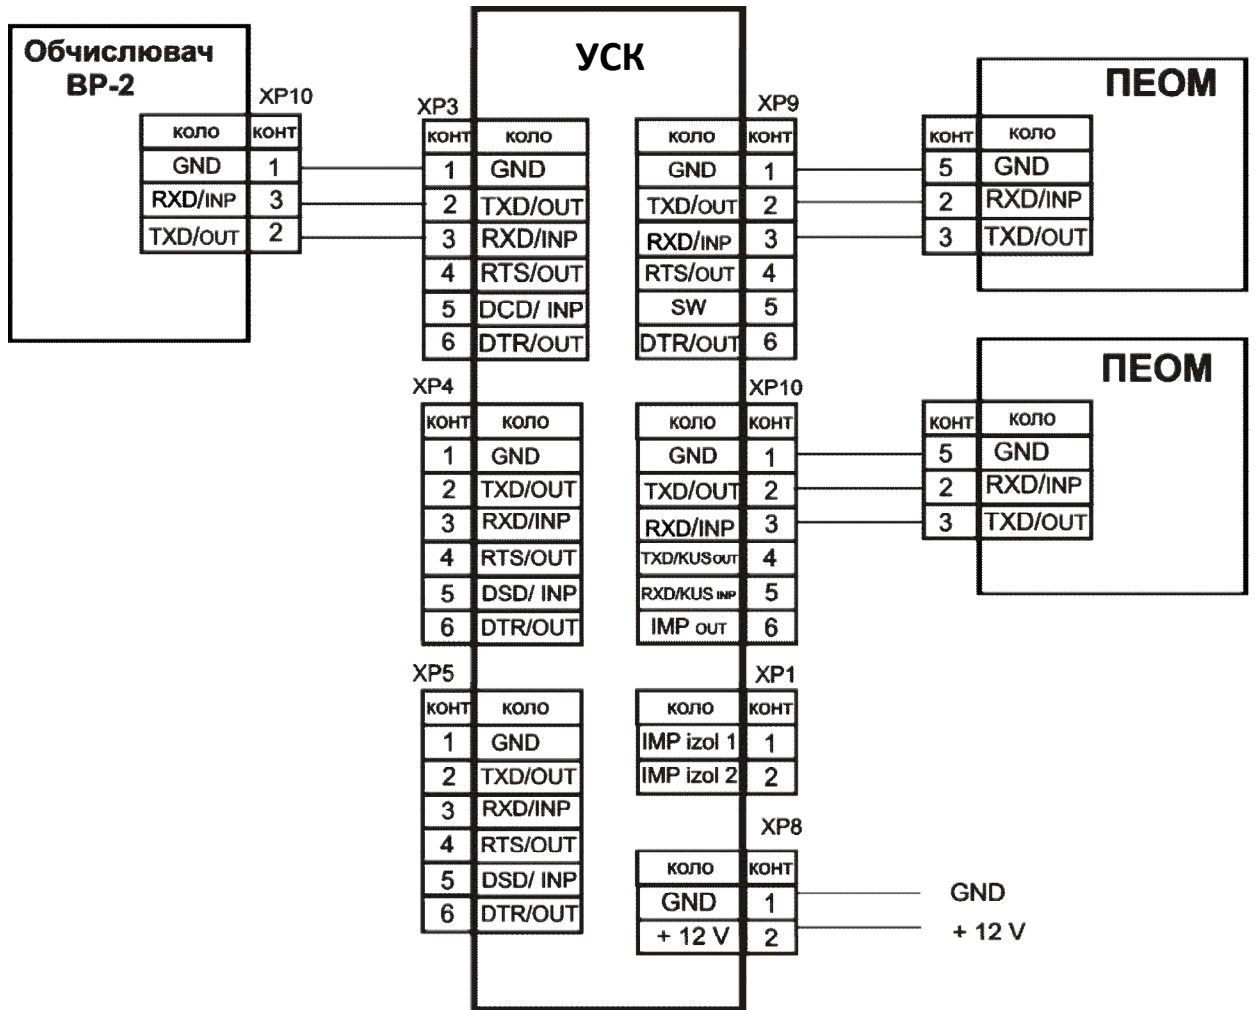 Обчислювач
ВР-2
XP10
коло конт
GND 1
RXD/INP 3
TXD/OUT 2
УСК
XP3
конт коло
1 GND
2 TXD/OUT
3 RXD/INP
4 RTS/OUT
5 DCD/ INP
6 DTR/OUT
XP4
конт коло
1 GND
2 TXD/OUT
3 RXD/INP
4 RTS/OUT
5 DSD/ INP
6 DTR/OUT
XP5
конт коло
1 GND
2 TXD/OUT
3 RXD/INP
4 RTS/OUT
5 DSD/ INP
6 DTR/OUT
XP9
коло конт
GND 1
TXD/OUT 2
RXD/INP 3
RTS/OUT 4
SW 5
DTR/OUT 6
XP10
коло конт
GND 1
TXD/OUT 2
RXD/INP 3
TXD/KUS OUT 4
RXD/KUS INP 5
IMP OUT 6
XP1
коло конт
IMP izol 1 1
IMP izol 2 2
XP8
коло конт
GND 1
+ 12 V 2
GND
+ 12 V
ПЕОМ
конт коло
5 GND
2 RXD/INP
3 TXD/OUT
ПЕОМ
конт коло
5 GND
2 RXD/INP
3 TXD/OUT